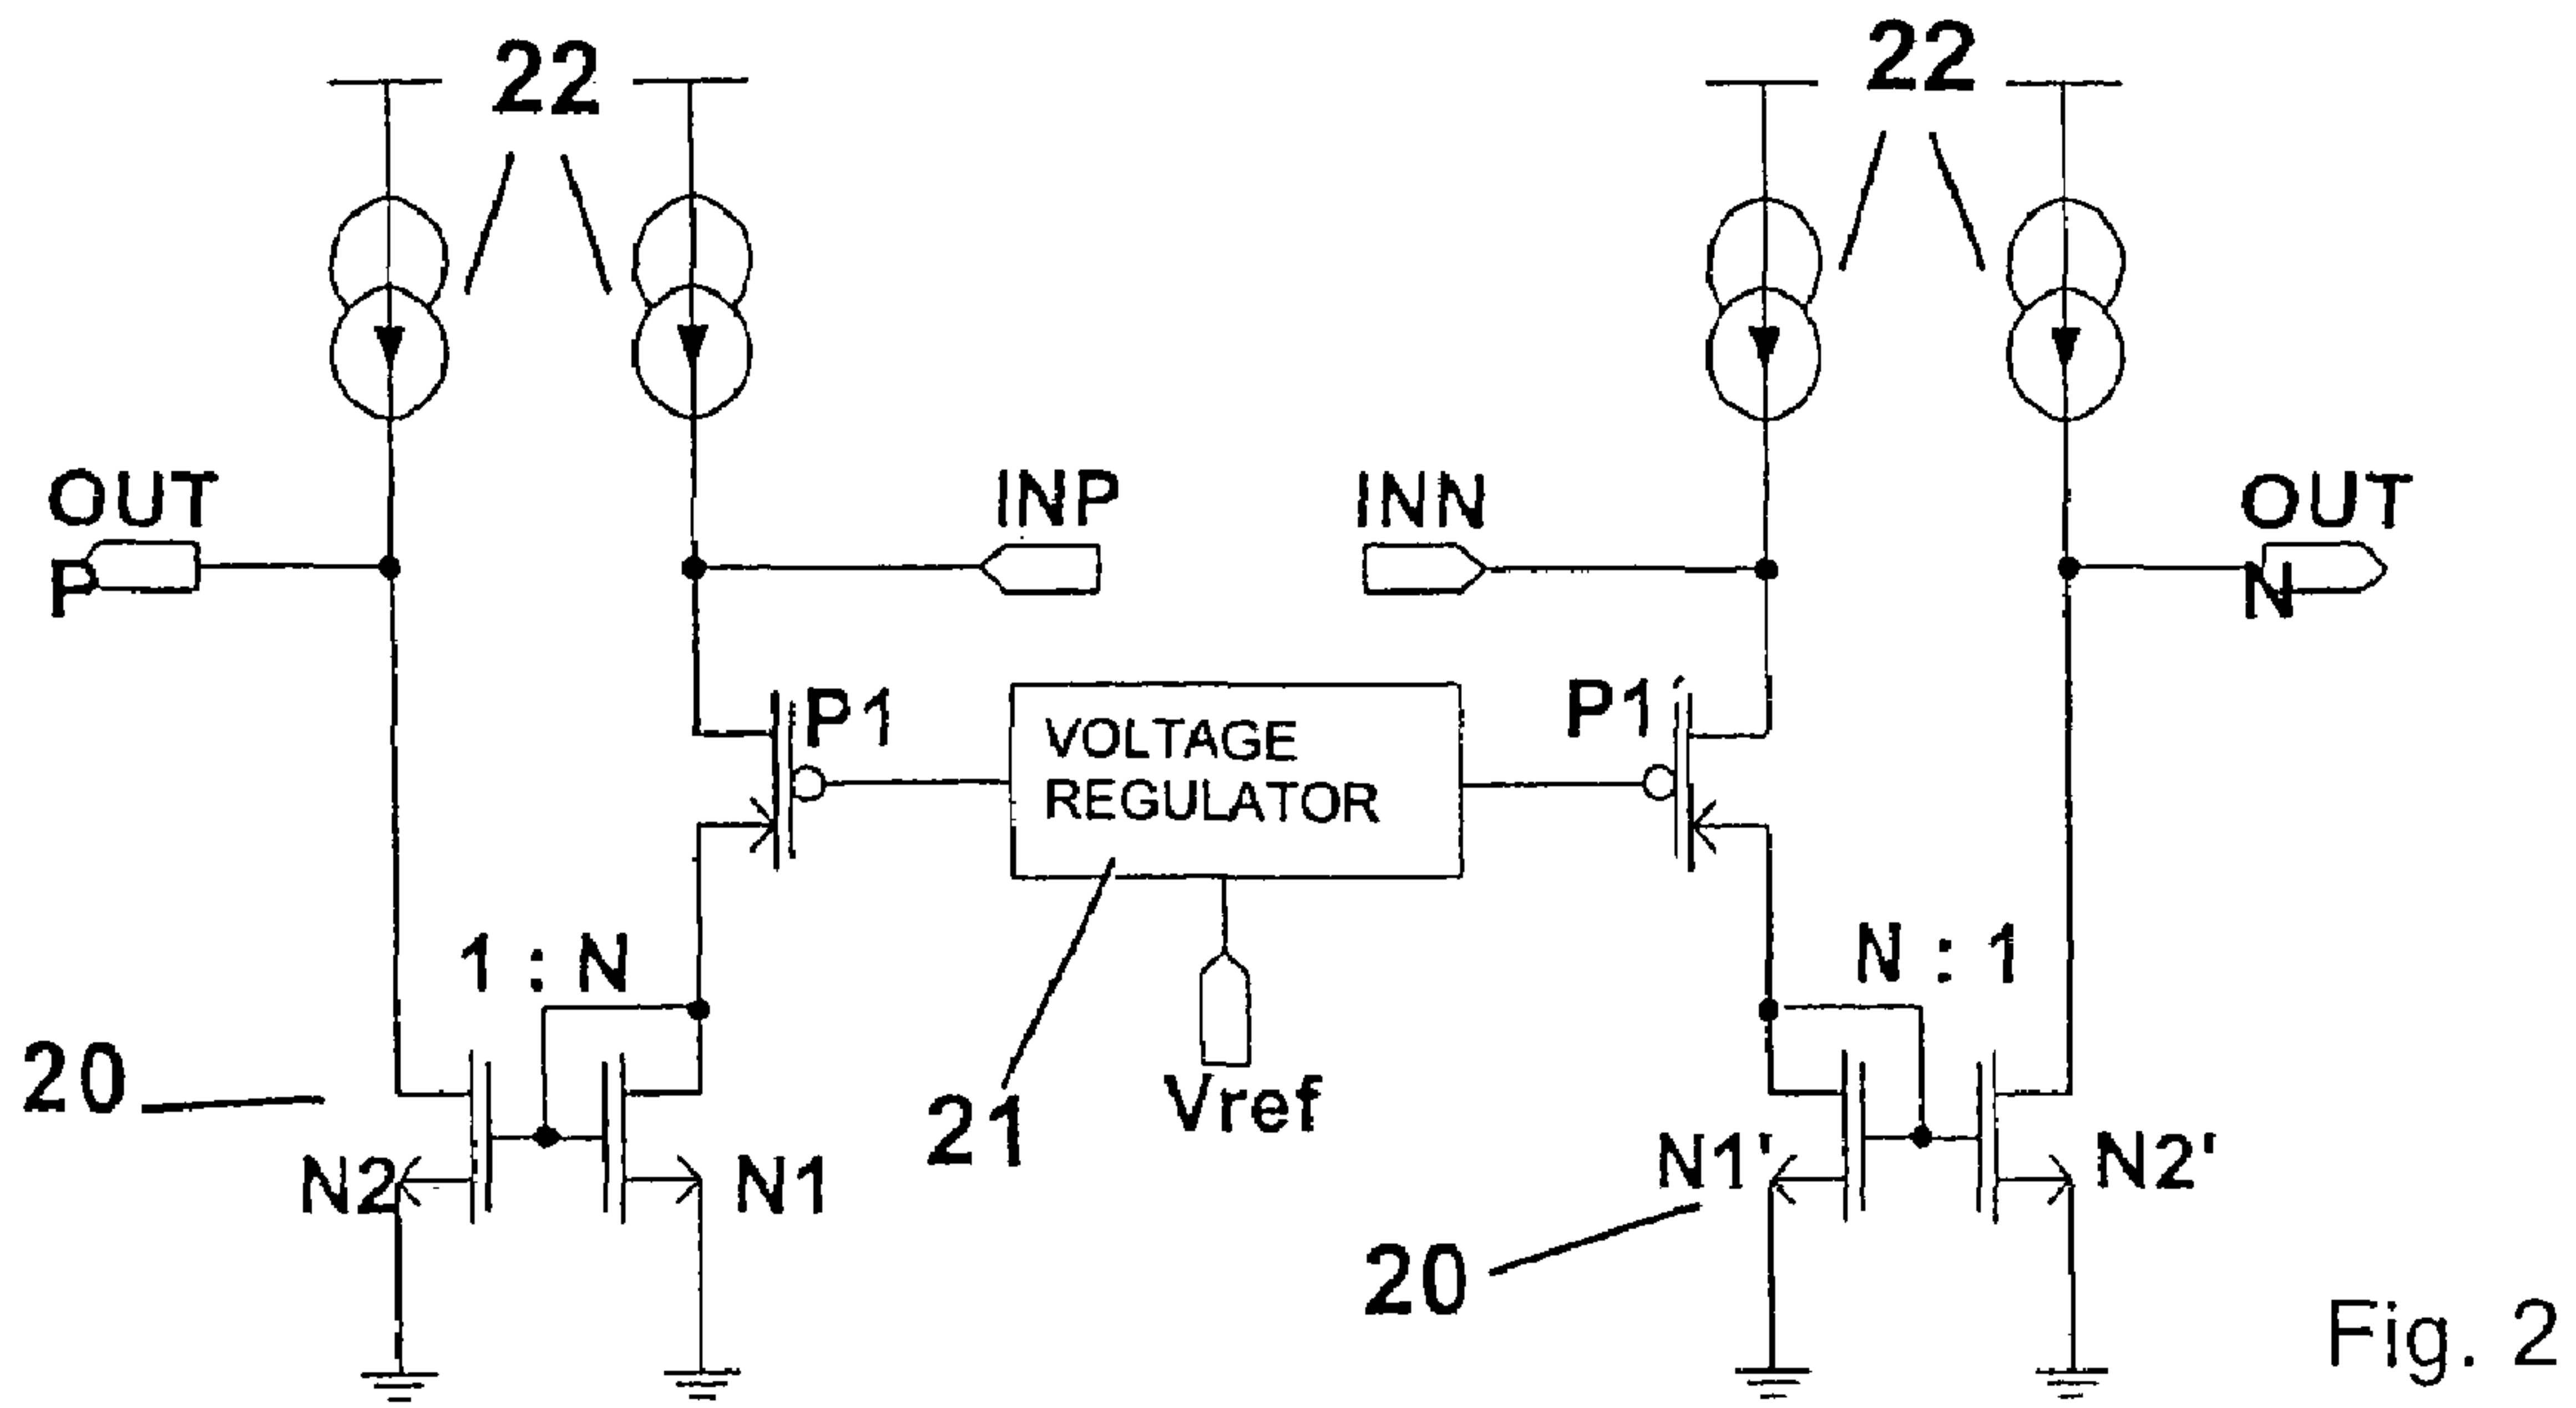 22
22
OUT
P
INP
INN
OUT
N
P1
VOLTAGE
REGULATOR
P1'
1 : N
N : 1
20
N2
N1
21
Vref
N1'
N2'
20
Fig. 2